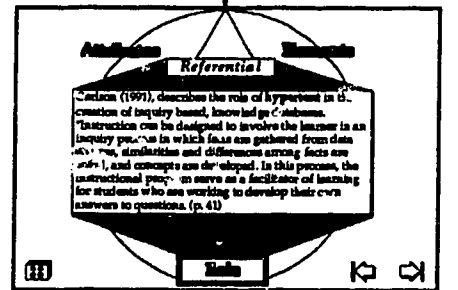 Attributes Elements
Referential
Carlson (1991), describes the role of hypertext in the
creation of inquiry based, knowledge databases.
"Instruction can be designed to involve the learner in an
inquiry process in which facts are gathered from data
similarities and differences among facts are
and concepts are developed. In this process, the
instructional program serve as a facilitator of learning
for students who are working to develop their own
answers to questions. (p. 41)